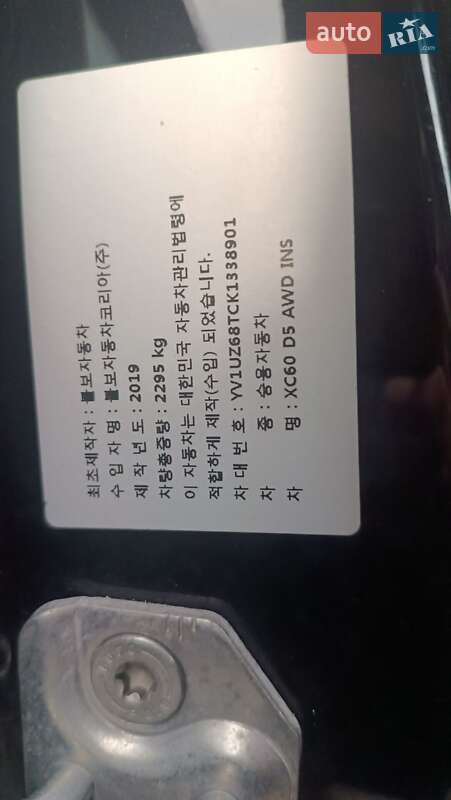 auto RIA.com
최초제작자 : 볼보자동차
수 입 자 명 : 볼보자동차코리아(주)
제 작 년 도 : 2019
차량총중량 : 2295 kg
이 자동차는 대한민국 자동차관리법령에
적합하게 제작(수입) 되었습니다.
차 대 번 호 : YV1UZ68TCK1338901
차 종 : 승용자동차
차 명 : XC60 D5 AWD INS